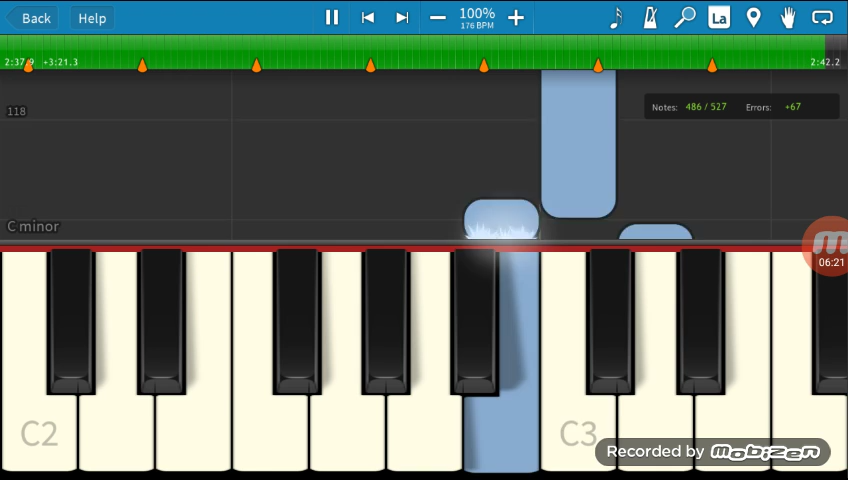 Back Help 100% La
176 BPM
2:37.9 +3:21.3 2:42.2
118 Notes: 486 / 527 Errors: +67
C minor
06:21
C2 C3
Recorded by mobizen